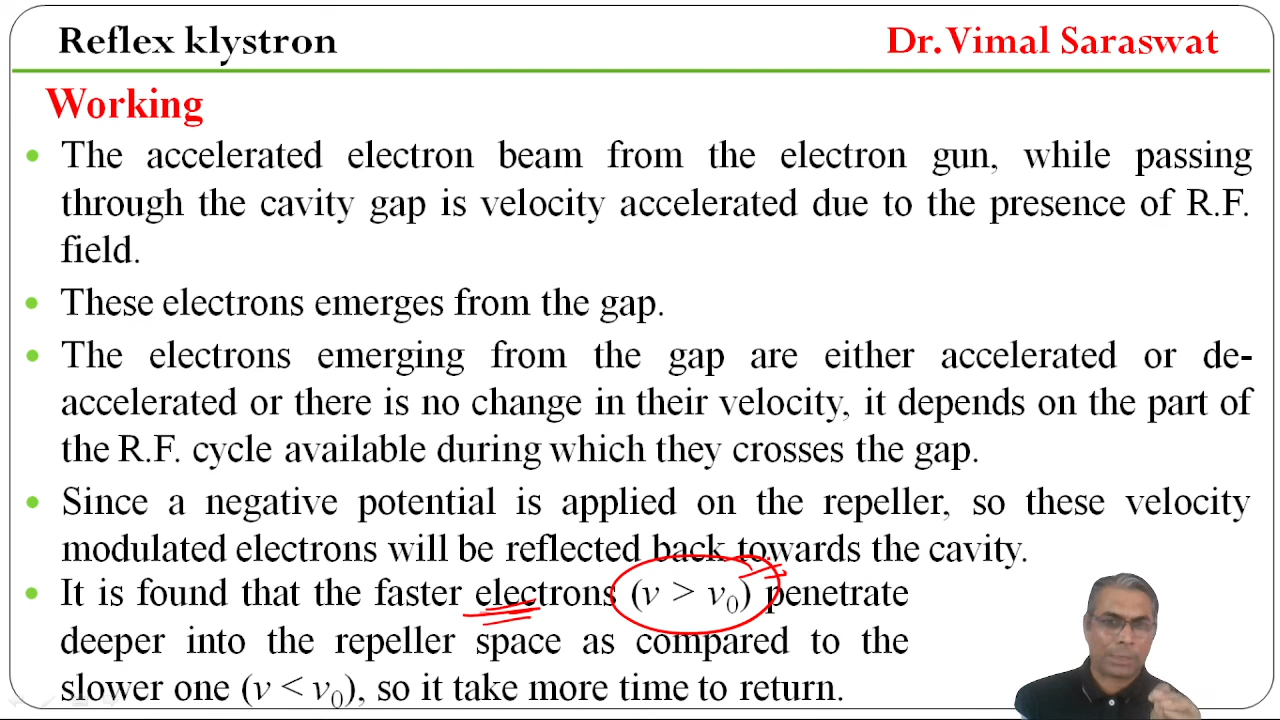 Reflex klystron
Dr. Vimal Saraswat
Working
• The accelerated electron beam from the electron gun, while passing
through the cavity gap is velocity accelerated due to the presence of R.F.
field.
• These electrons emerges from the gap.
• The electrons emerging from the gap are either accelerated or de-
accelerated or there is no change in their velocity, it depends on the part of
the R.F. cycle available during which they crosses the gap.
• Since a negative potential is applied on the repeller, so these velocity
modulated electrons will be reflected back towards the cavity.
• It is found that the faster electrons (v > v₀) penetrate
deeper into the repeller space as compared to the
slower one (v < v₀), so it take more time to return.